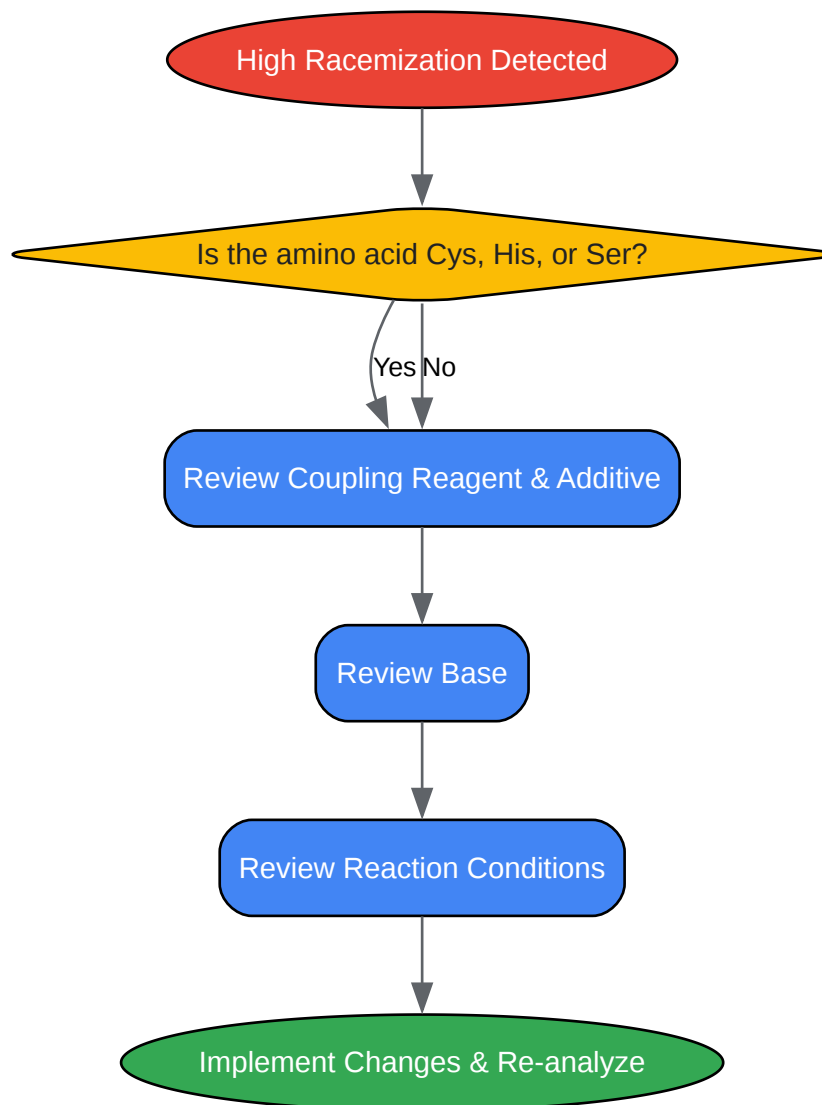 High Racemization Detected
Is the amino acid Cys, His, or Ser?
Yes No
Review Coupling Reagent & Additive
Review Base
Review Reaction Conditions
Implement Changes & Re-analyze